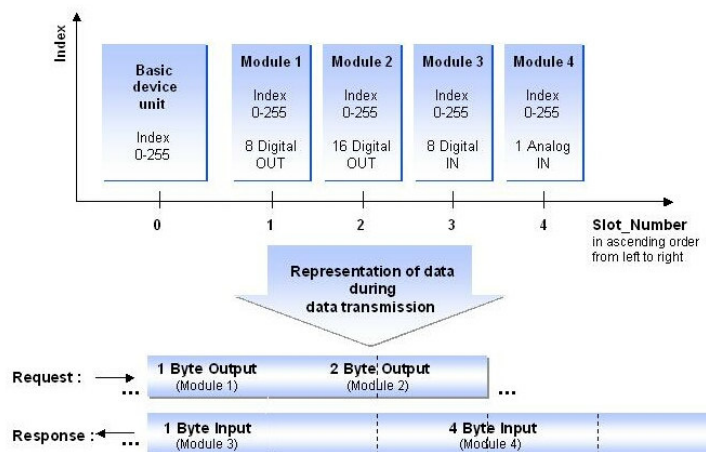 Index
Basic
device
unit
Index
0-255
Module 1
Index
0-255
8 Digital
OUT
Module 2
Index
0-255
16 Digital
OUT
Module 3
Index
0-255
8 Digital
IN
Module 4
Index
0-255
1 Analog
IN
0 1 2 3 4 Slot_Number
in ascending order
from left to right
Representation of data
during
data transmission
Request : ... 1 Byte Output 2 Byte Output ...
(Module 1) (Module 2)
Response : ... 1 Byte Input 4 Byte Input
(Module 3) (Module 4)